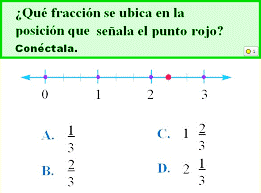 ¿Qué fracción se ubica en la
posición que señala el punto rojo?
Conéctala.
0 1 2 3
A. 1/3
C. 1 2/3
B. 2/3
D. 2 1/3